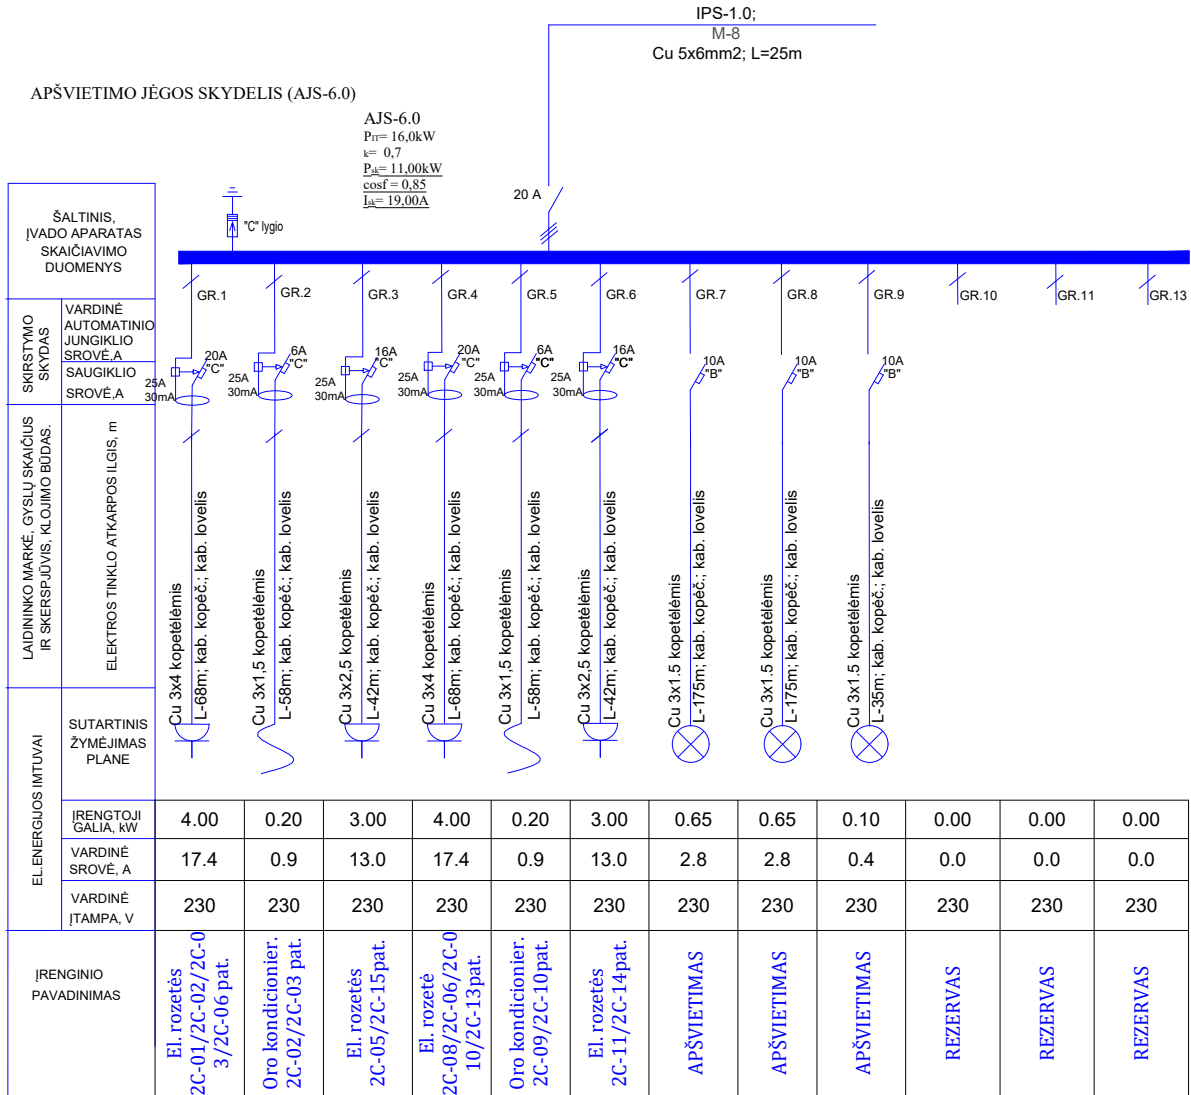 IPS-1.0;
M-8
Cu 5x6mm2; L=25m
APŠVIETIMO JĖGOS SKYDELIS (AJS-6.0)
AJS-6.0
PIT= 16,0kW
k= 0,7
Psk= 11,00kW
cosf = 0,85
Isk= 19,00A
20 A
"C" lygio
ŠALTINIS,
ĮVADO APARATAS
SKAIČIAVIMO
DUOMENYS
GR.1
GR.2
GR.3
GR.4
GR.5
GR.6
GR.7
GR.8
GR.9
GR.10
GR.11
GR.13
SKIRSTYMO
SKYDAS
VARDINĖ
AUTOMATINIO
JUNGIKLIO
SROVĖ,A
SAUGIKLIO
SROVĖ,A
20A
"C"
25A
30mA
6A
"C"
25A
30mA
16A
"C"
25A
30mA
20A
"C"
25A
30mA
6A
"C"
25A
30mA
16A
"C"
25A
30mA
10A
"B"
10A
"B"
10A
"B"
LAIDININKO MARKĖ, GYSLŲ SKAIČIUS
IR SKERSPJŪVIS, KLOJIMO BŪDAS.
ELEKTROS TINKLO ATKARPOS ILGIS, m
Cu 3x4 kopetėlėmis
L-68m; kab. kopėč.; kab. lovelis
Cu 3x1,5 kopetėlėmis
L-58m; kab. kopėč.; kab. lovelis
Cu 3x2,5 kopetėlėmis
L-42m; kab. kopėč.; kab. lovelis
Cu 3x4 kopetėlėmis
L-68m; kab. kopėč.; kab. lovelis
Cu 3x1,5 kopetėlėmis
L-58m; kab. kopėč.; kab. lovelis
Cu 3x2,5 kopetėlėmis
L-42m; kab. kopėč.; kab. lovelis
Cu 3x1.5 kopetėlėmis
L-175m; kab. kopėč.; kab. lovelis
Cu 3x1.5 kopetėlėmis
L-175m; kab. kopėč.; kab. lovelis
Cu 3x1.5 kopetėlėmis
L-35m; kab. kopėč.; kab. lovelis
EL.ENERGIJOS IMTUVAI
SUTARTINIS
ŽYMĖJIMAS
PLANE
ĮRENGTOJI
GALIA, kW
4.00 0.20 3.00 4.00 0.20 3.00 0.65 0.65 0.10 0.00 0.00 0.00
VARDINĖ
SROVĖ, A
17.4 0.9 13.0 17.4 0.9 13.0 2.8 2.8 0.4 0.0 0.0 0.0
VARDINĖ
ĮTAMPA, V
230 230 230 230 230 230 230 230 230 230 230 230
ĮRENGINIO
PAVADINIMAS
El. rozetės
2C-01/2C-02/2C-0
3/2C-06 pat.
Oro kondicionier.
2C-02/2C-03 pat.
El. rozetės
2C-05/2C-15pat.
El. rozetė
2C-08/2C-06/2C-0
10/2C-13pat.
Oro kondicionier.
2C-09/2C-10pat.
El. rozetės
2C-11/2C-14pat.
APŠVIETIMAS
APŠVIETIMAS
APŠVIETIMAS
REZERVAS
REZERVAS
REZERVAS